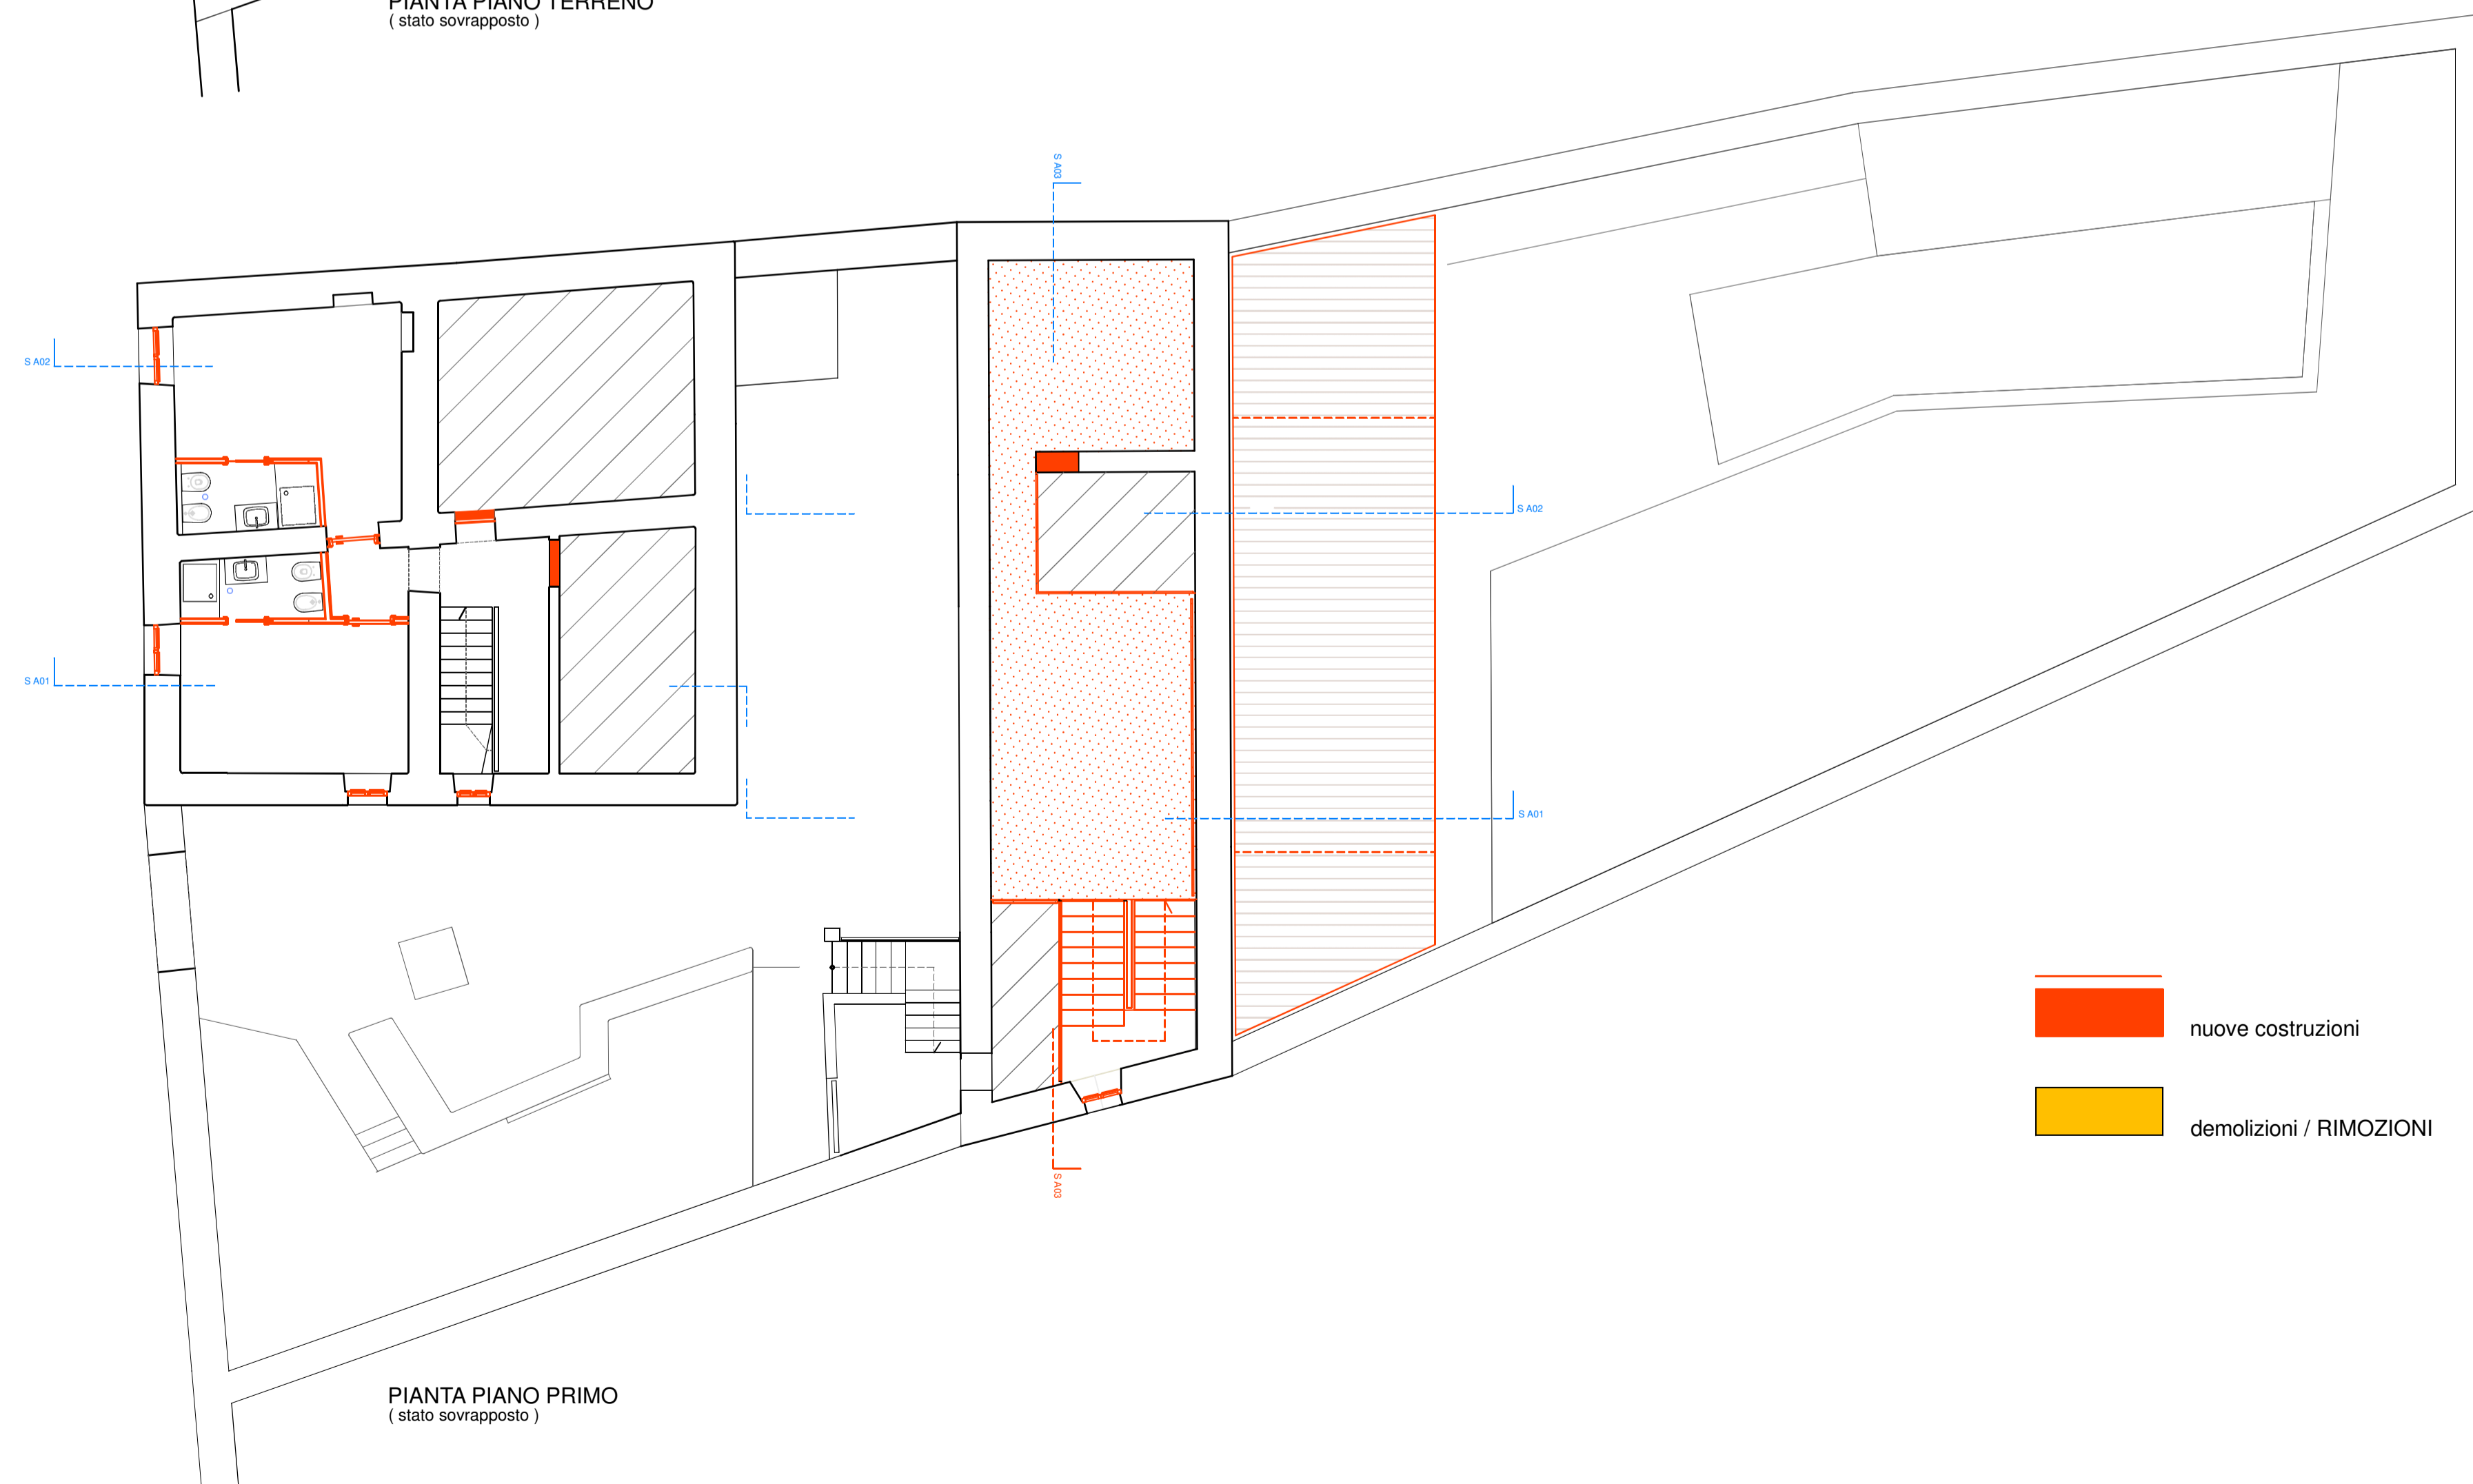 PIANTA PIANO TERRENO
( stato sovrapposto )
S A03
S A02
S A02
S A01
S A01
nuove costruzioni
demolizioni / RIMOZIONI
S A03
PIANTA PIANO PRIMO
( stato sovrapposto )